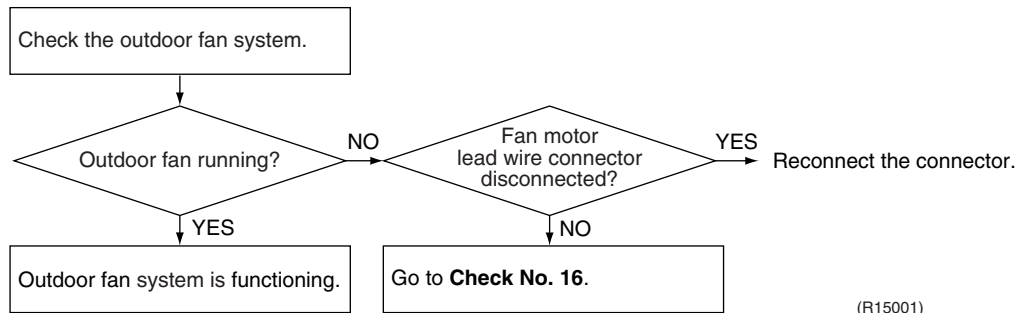 Check the outdoor fan system.
Outdoor fan running?
NO
Fan motor
lead wire connector
disconnected?
YES
Reconnect the connector.
YES
Outdoor fan system is functioning.
NO
Go to Check No. 16.
(R15001)